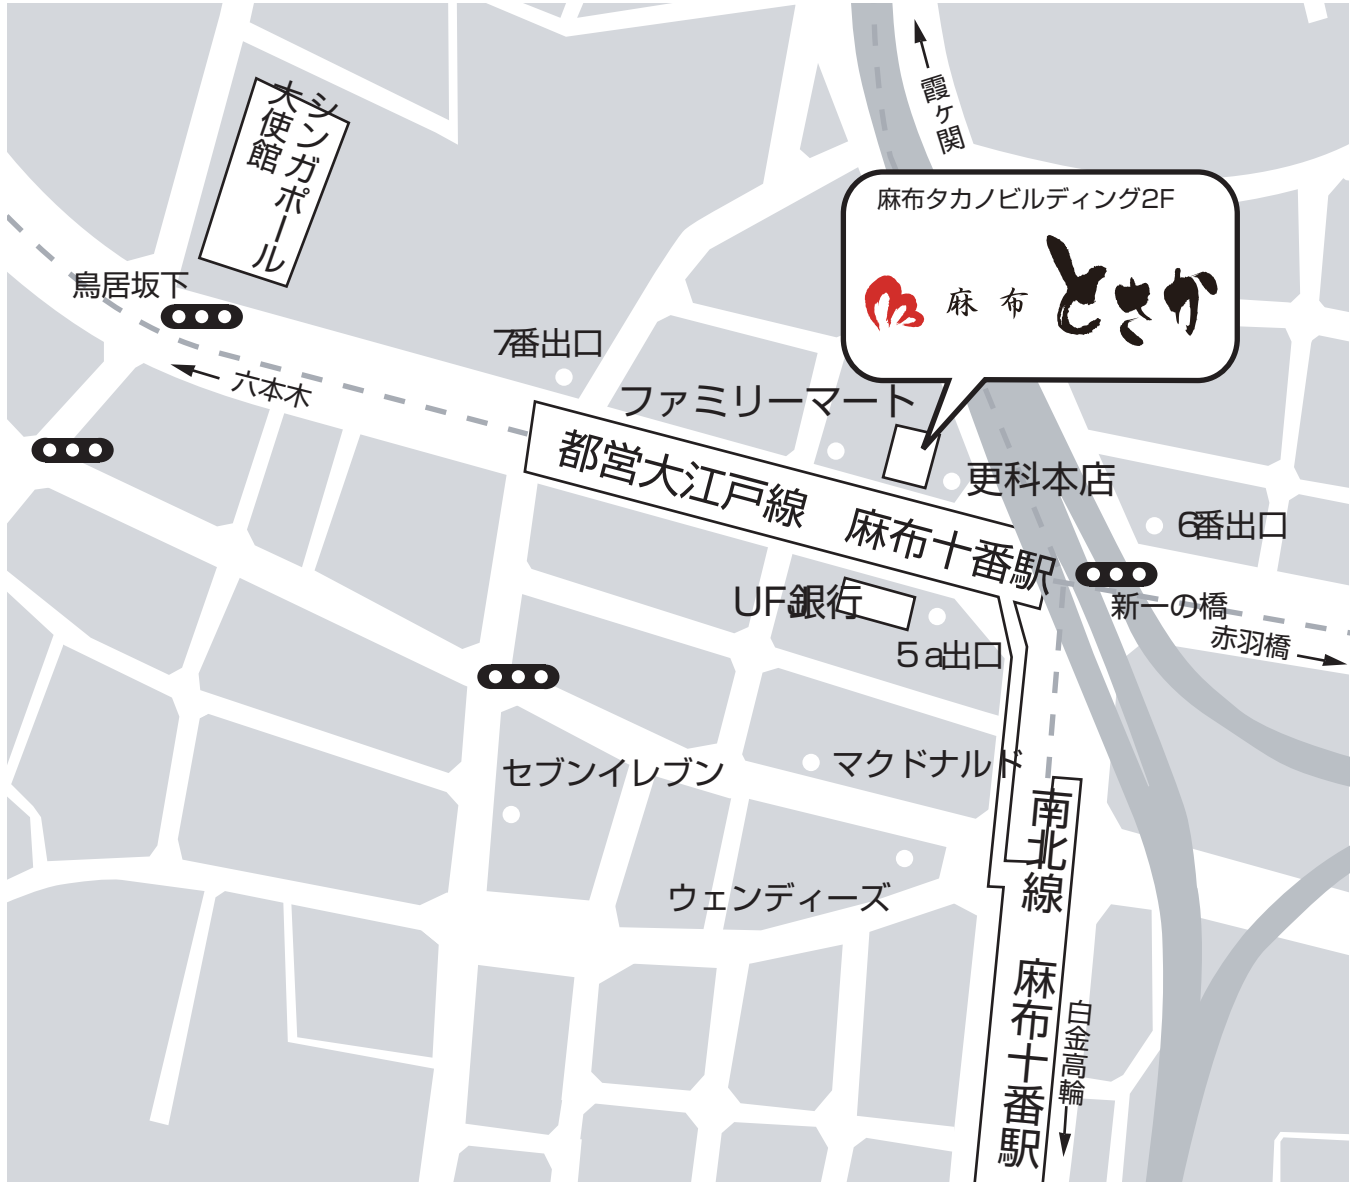 霞ヶ関
シンガポール
大使館
麻布タカノビルディング2F
麻布 とさか
鳥居坂下
7番出口
六本木
ファミリーマート
都営大江戸線 麻布十番駅
更科本店
6番出口
UFJ銀行
新一の橋
赤羽橋
5a出口
セブンイレブン
マクドナルド
南北線 麻布十番駅
ウェンディーズ
白金高輪